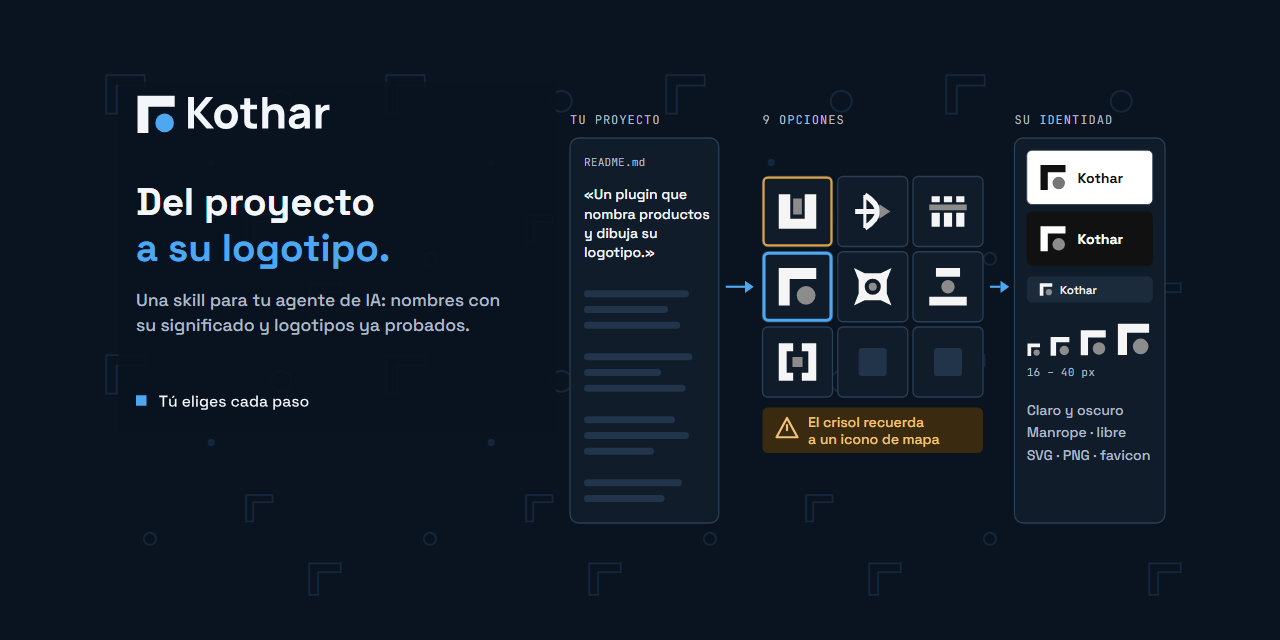 Kothar
Del proyecto
a su logotipo.
Una skill para tu agente de IA: nombres con
su significado y logotipos ya probados.
Tú eliges cada paso
TU PROYECTO
README.md
«Un plugin que
nombra productos
y dibuja su
logotipo.»
9 OPCIONES
El crisol recuerda
a un icono de mapa
SU IDENTIDAD
Kothar
Kothar
Kothar
16 – 40 px
Claro y oscuro
Manrope · libre
SVG · PNG · favicon